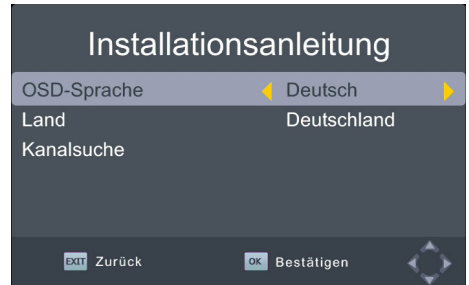 Installationsanleitung
OSD-Sprache Deutsch
Land Deutschland
Kanalsuche
EXIT Zurück OK Bestätigen